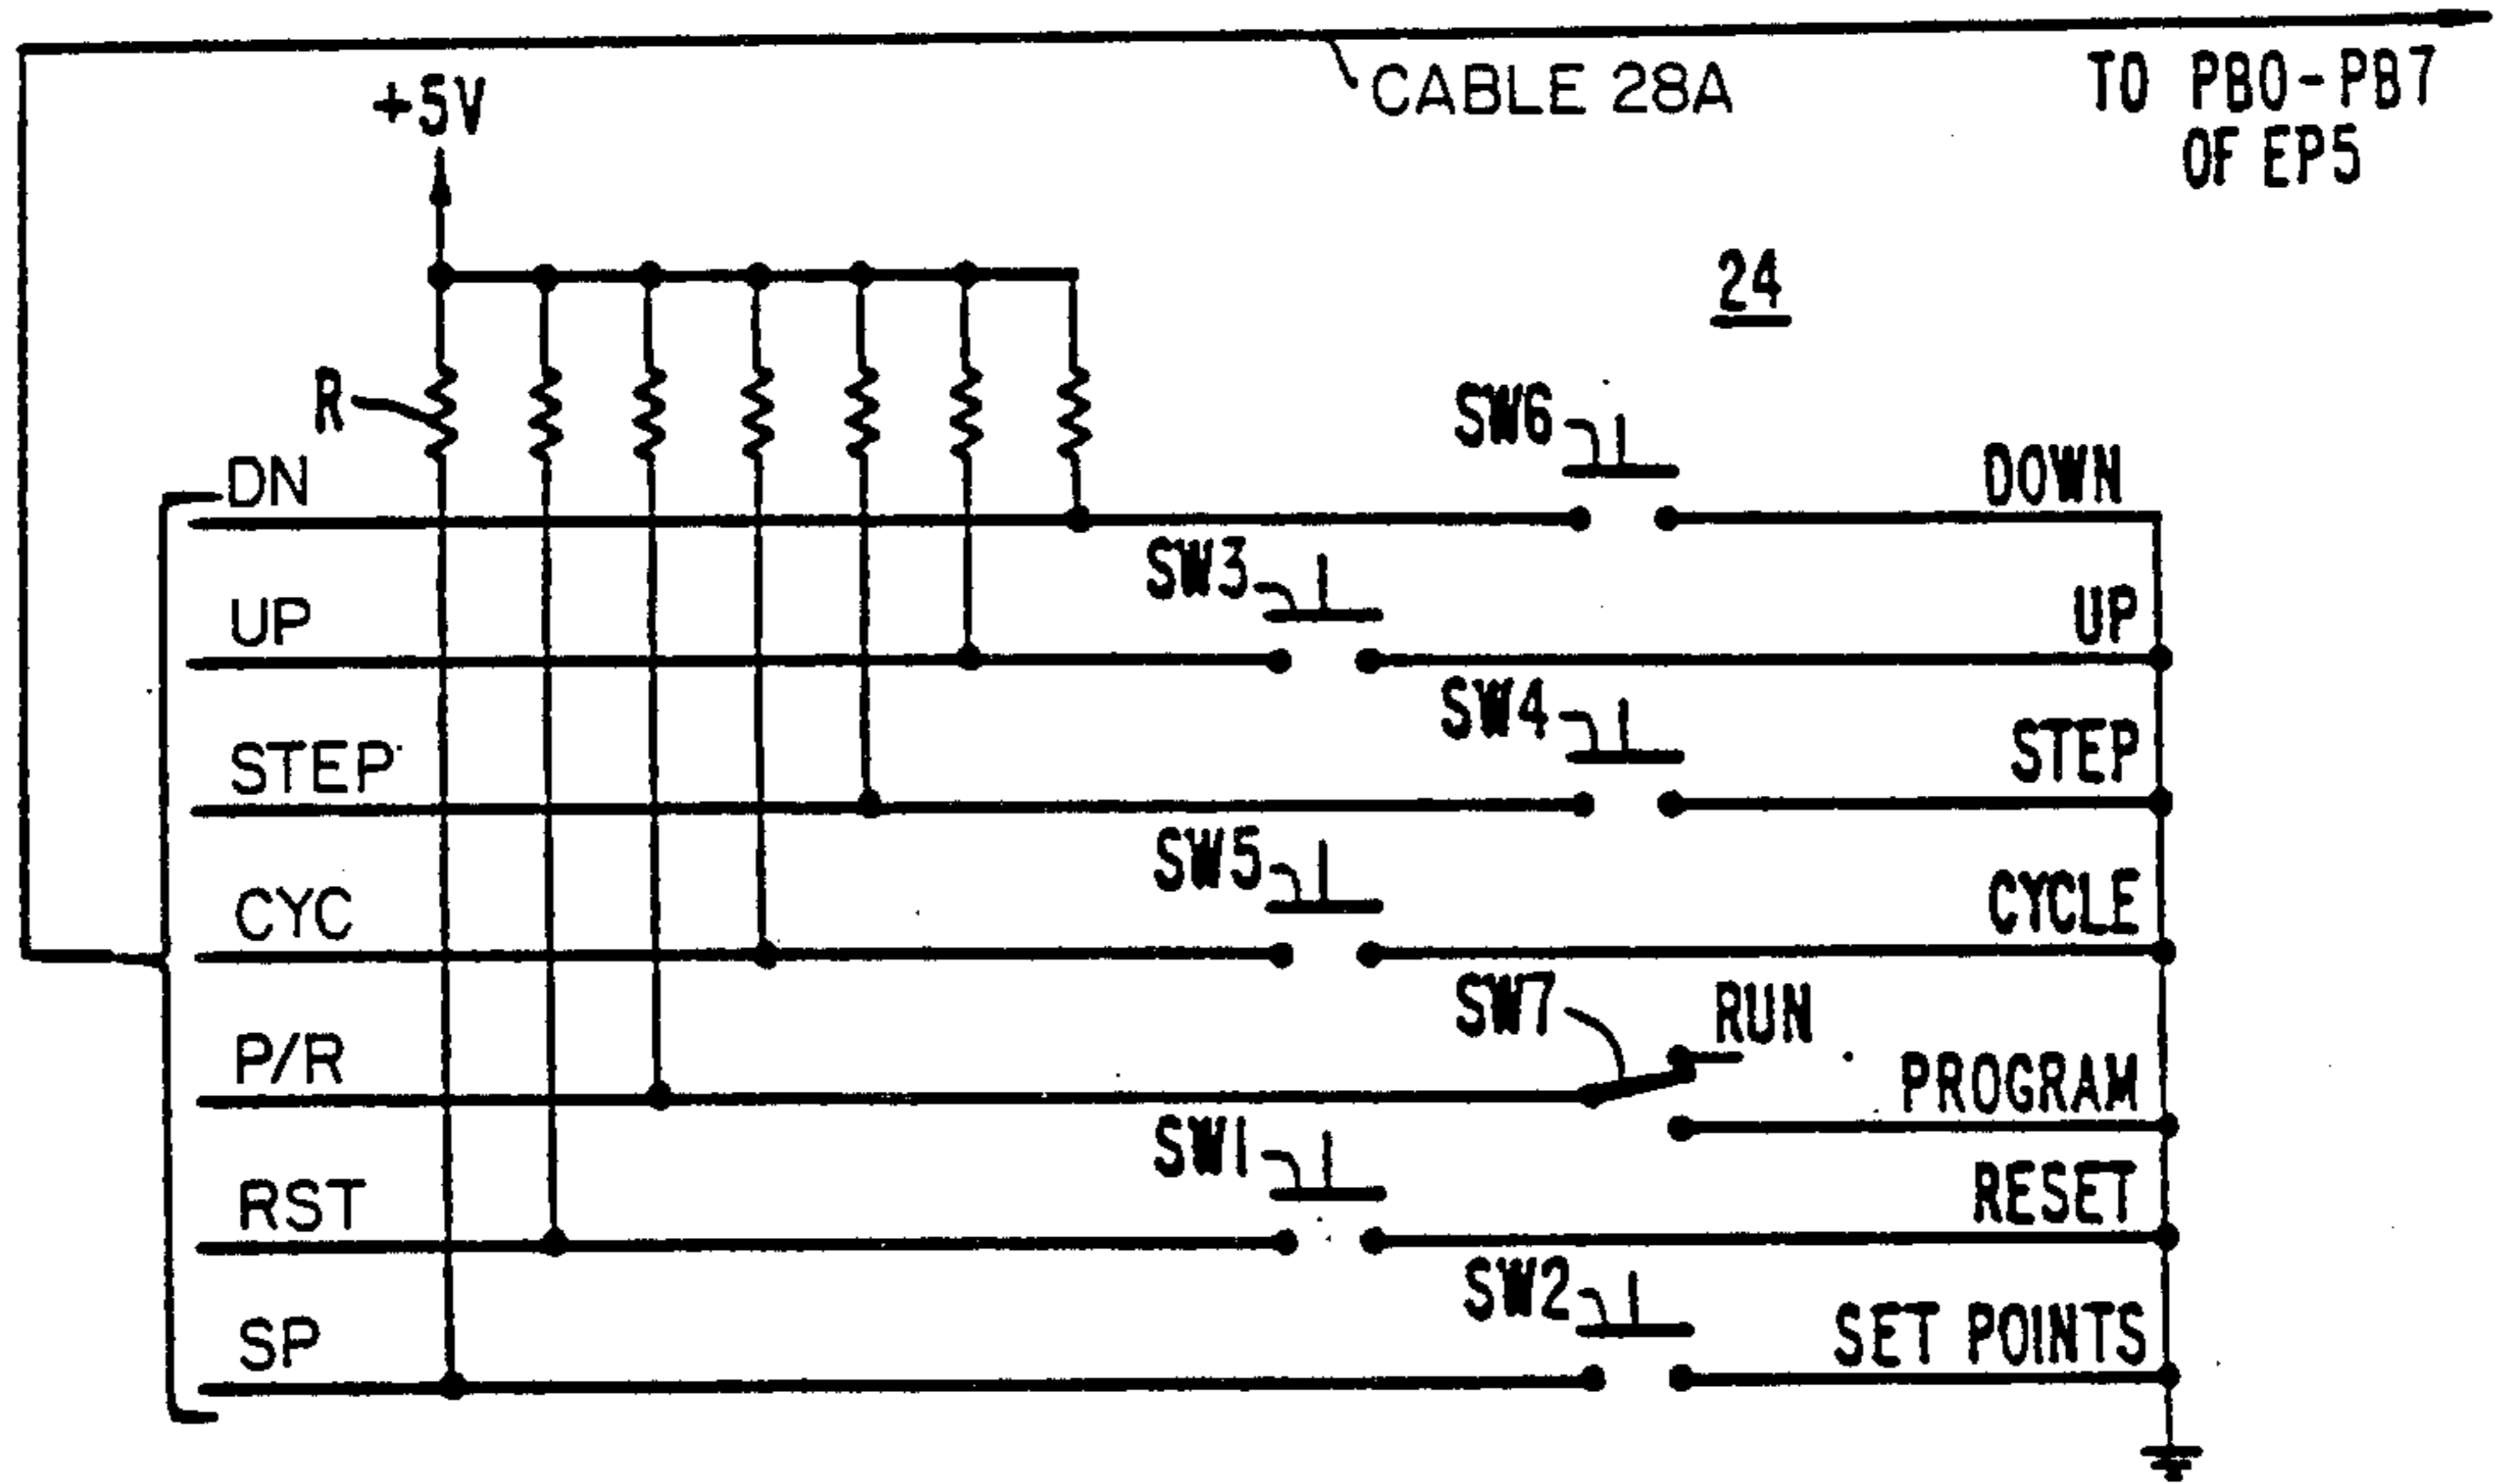 +5V
CABLE 28A
TO PB0-PB7
OF EP5
24
R
SW6
DN
DOWN
SW3
UP
UP
SW4
STEP
STEP
SW5
CYC
CYCLE
SW7
RUN
P/R
PROGRAM
SW1
RST
RESET
SW2
SP
SET POINTS